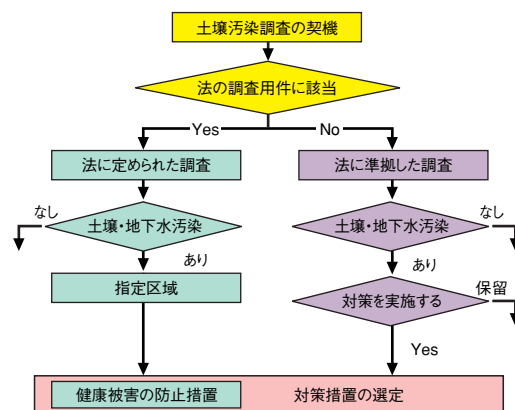 土壌汚染調査の契機
法の調査用件に該当
Yes
No
法に定められた調査
法に準拠した調査
なし
土壌・地下水汚染
土壌・地下水汚染
なし
あり
あり
指定区域
対策を実施する
保留
Yes
健康被害の防止措置
対策措置の選定